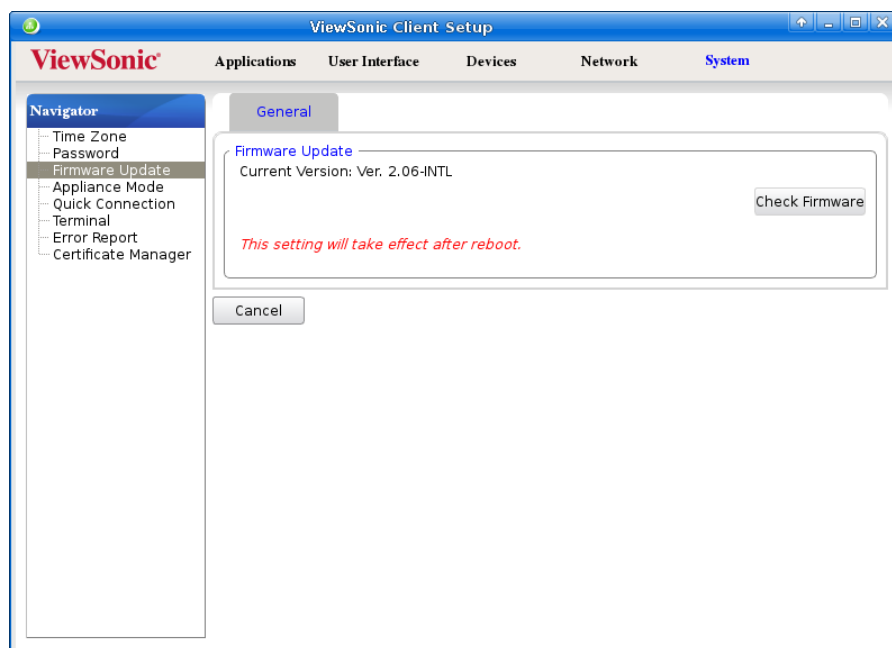 ViewSonic Client Setup
ViewSonic®
Applications User Interface Devices Network System
Navigator
Time Zone
Password
Firmware Update
Appliance Mode
Quick Connection
Terminal
Error Report
Certificate Manager
General
Firmware Update
Current Version: Ver. 2.06-INTL
Check Firmware
This setting will take effect after reboot.
Cancel